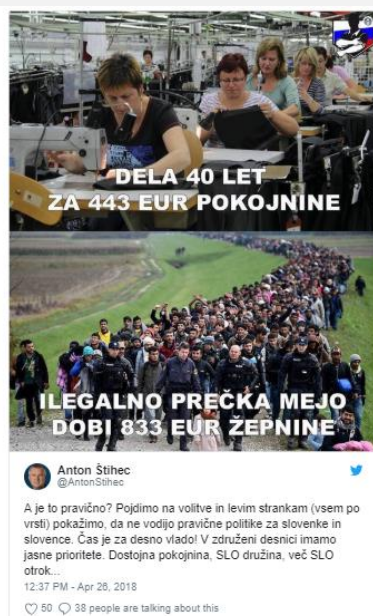 DELA 40 LET
ZA 443 EUR POKOJNINE
ILEGALNO PREČKA MEJO
DOBI 833 EUR ŽEPNINE
Anton Štihec
@AntonStihec
A je to pravično? Pojdimo na volitve in levim strankam (vsem po
vrsti) pokažimo, da ne vodijo pravične politike za slovenke in
slovence. Čas je za desno vlado! V združeni desnici imamo
jasne prioritete. Dostojna pokojnina, SLO družina, več SLO
otrok...
12:37 PM - Apr 26, 2018
50 38 people are talking about this